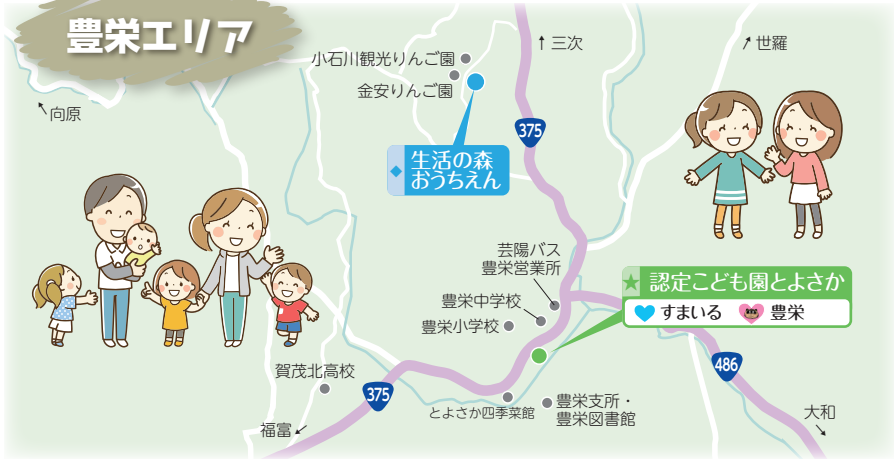 豊栄エリア
↑三次
↗世羅
小石川観光りんご園
金安りんご園
↖向原
375
◆生活の森
おうちえん
芸陽バス
豊栄営業所
★認定こども園とよさか
すまいる 豊栄
豊栄中学校
豊栄小学校
486
賀茂北高校
375
とよさか四季菜館
豊栄支所・
豊栄図書館
大和↘
福富↙